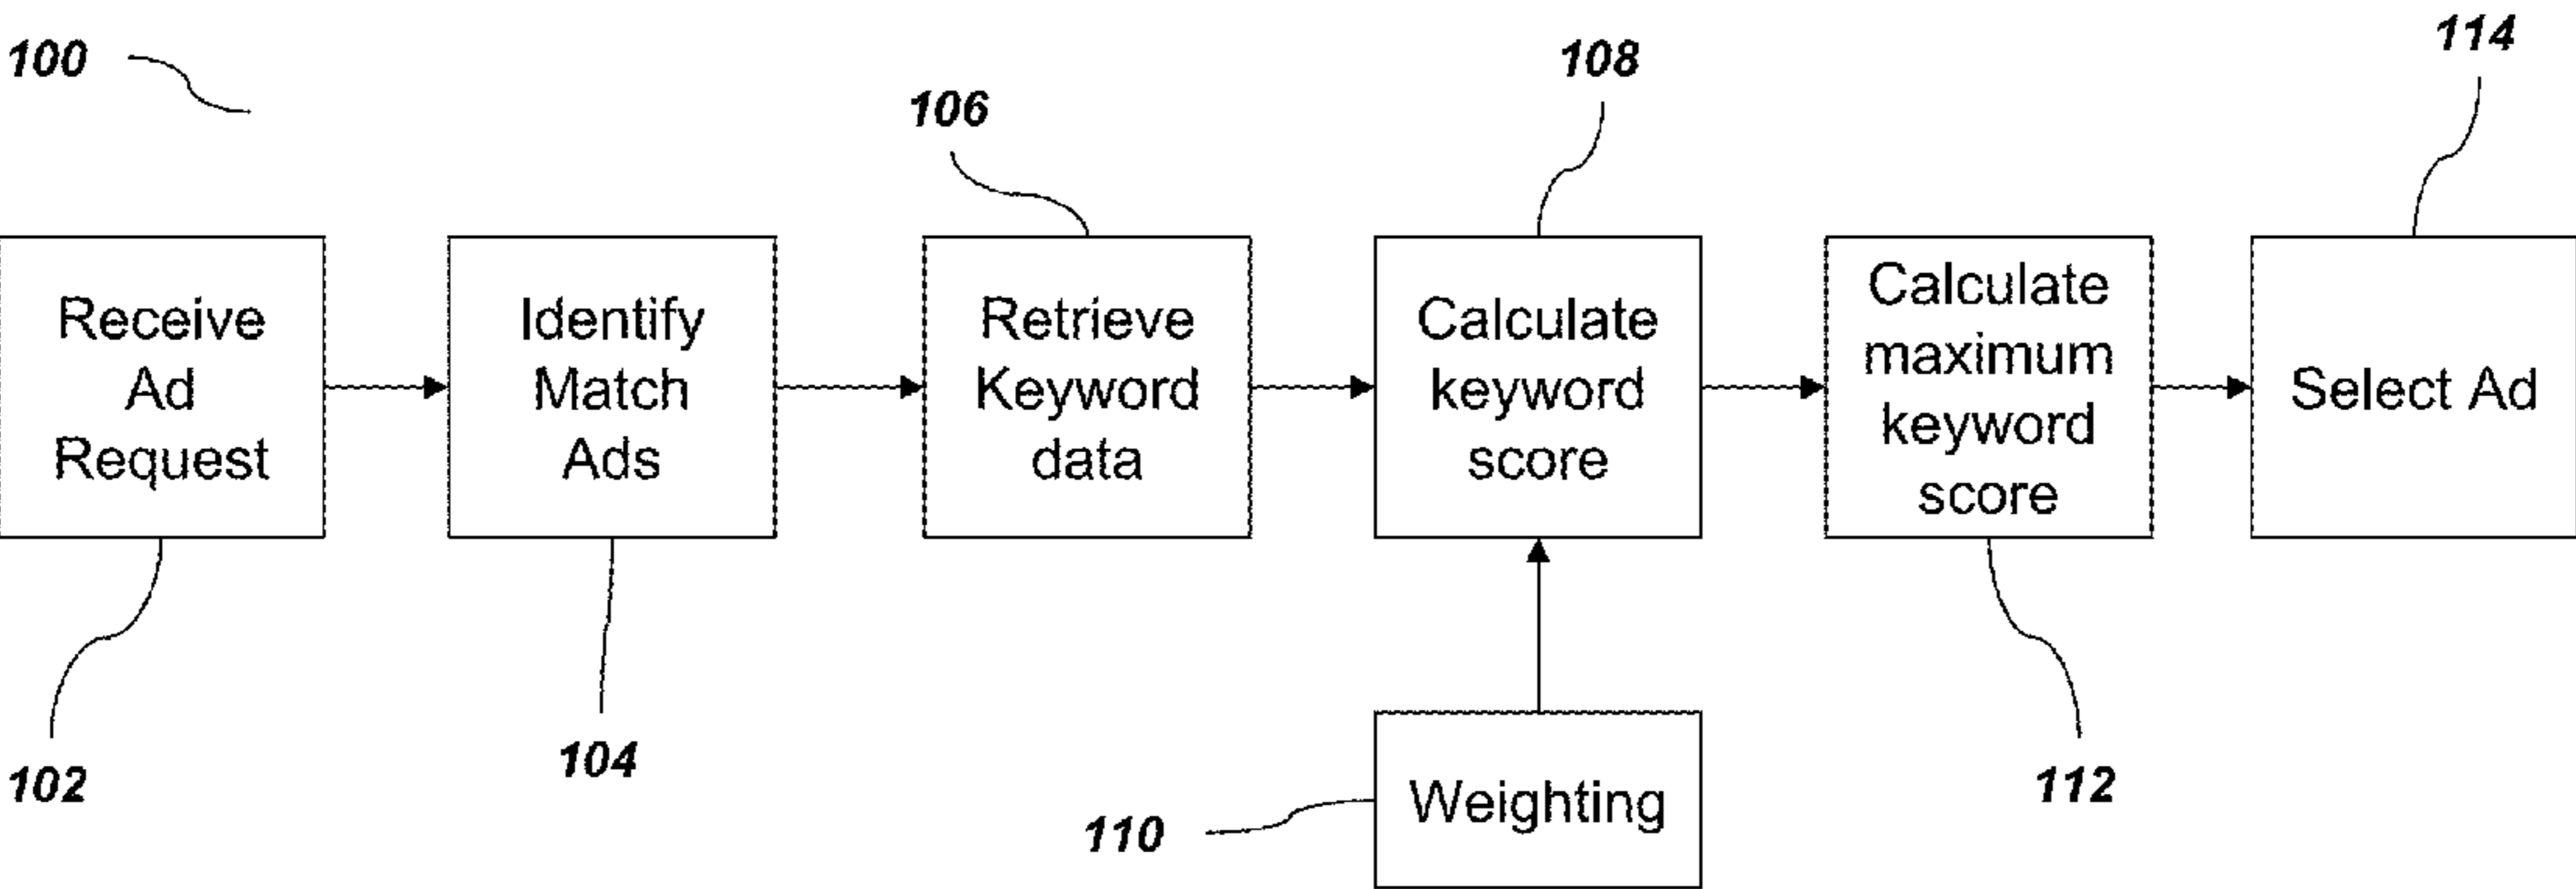 100
106
108
114
Receive
Ad
Request
Identify
Match
Ads
Retrieve
Keyword
data
Calculate
keyword
score
Calculate
maximum
keyword
score
Select Ad
102
104
110
Weighting
112